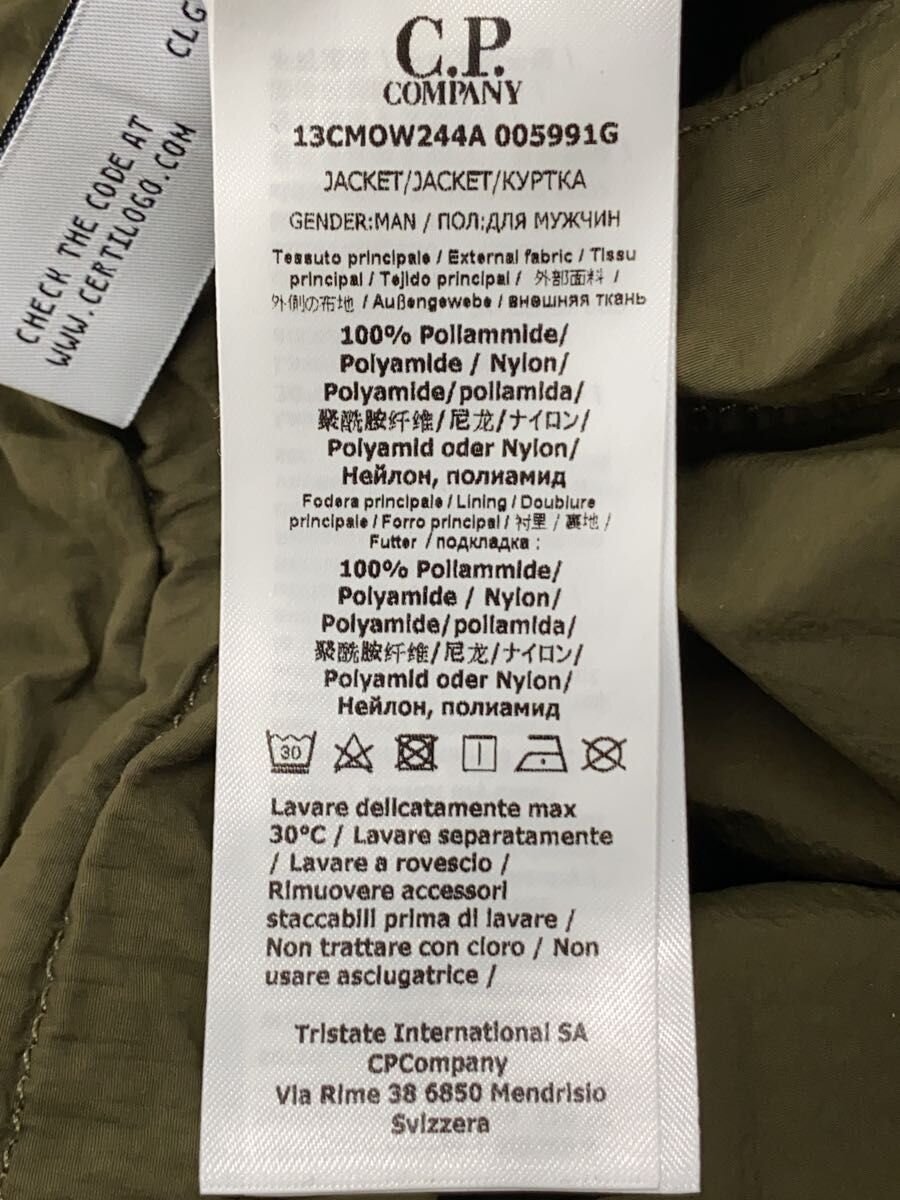 CHECK THE CODE AT
WWW.CERTILOGO.COM
CLG
C.P.
COMPANY
13CMOW244A 005991G
JACKET/JACKET/КУРТКА
GENDER:MAN / ПОЛ:ДЛЯ МУЖЧИН
Tessuto principale / External fabric / Tissu
principal / Tejido principal / 外部面料 /
外側の布地 / Außengewebe / внешняя ткань
100% Poliammide/
Polyamide / Nylon/
Polyamide/poliamida/
聚酰胺纤维/尼龙/ナイロン/
Polyamid oder Nylon/
Нейлон, полиамид
Fodera principale / Lining / Doublure
principale / Forro principal / 衬里 / 裏地 /
Futter / подкладка :
100% Poliammide/
Polyamide / Nylon/
Polyamide/poliamida/
聚酰胺纤维/尼龙/ナイロン/
Polyamid oder Nylon/
Нейлон, полиамид
30
Lavare delicatamente max
30°C / Lavare separatamente
/ Lavare a rovescio /
Rimuovere accessori
staccabili prima di lavare /
Non trattare con cloro / Non
usare asciugatrice /
Tristate International SA
CPCompany
Via Rime 38 6850 Mendrisio
Svizzera